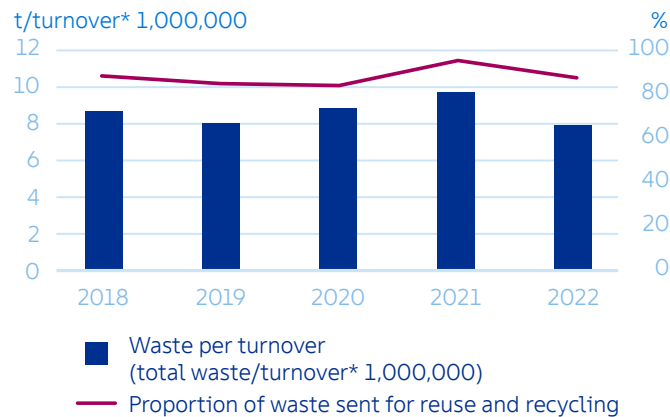 t/turnover* 1,000,000 %
12 100
10 80
8 60
6
4 40
2 20
0 0
2018 2019 2020 2021 2022
Waste per turnover
(total waste/turnover* 1,000,000)
Proportion of waste sent for reuse and recycling